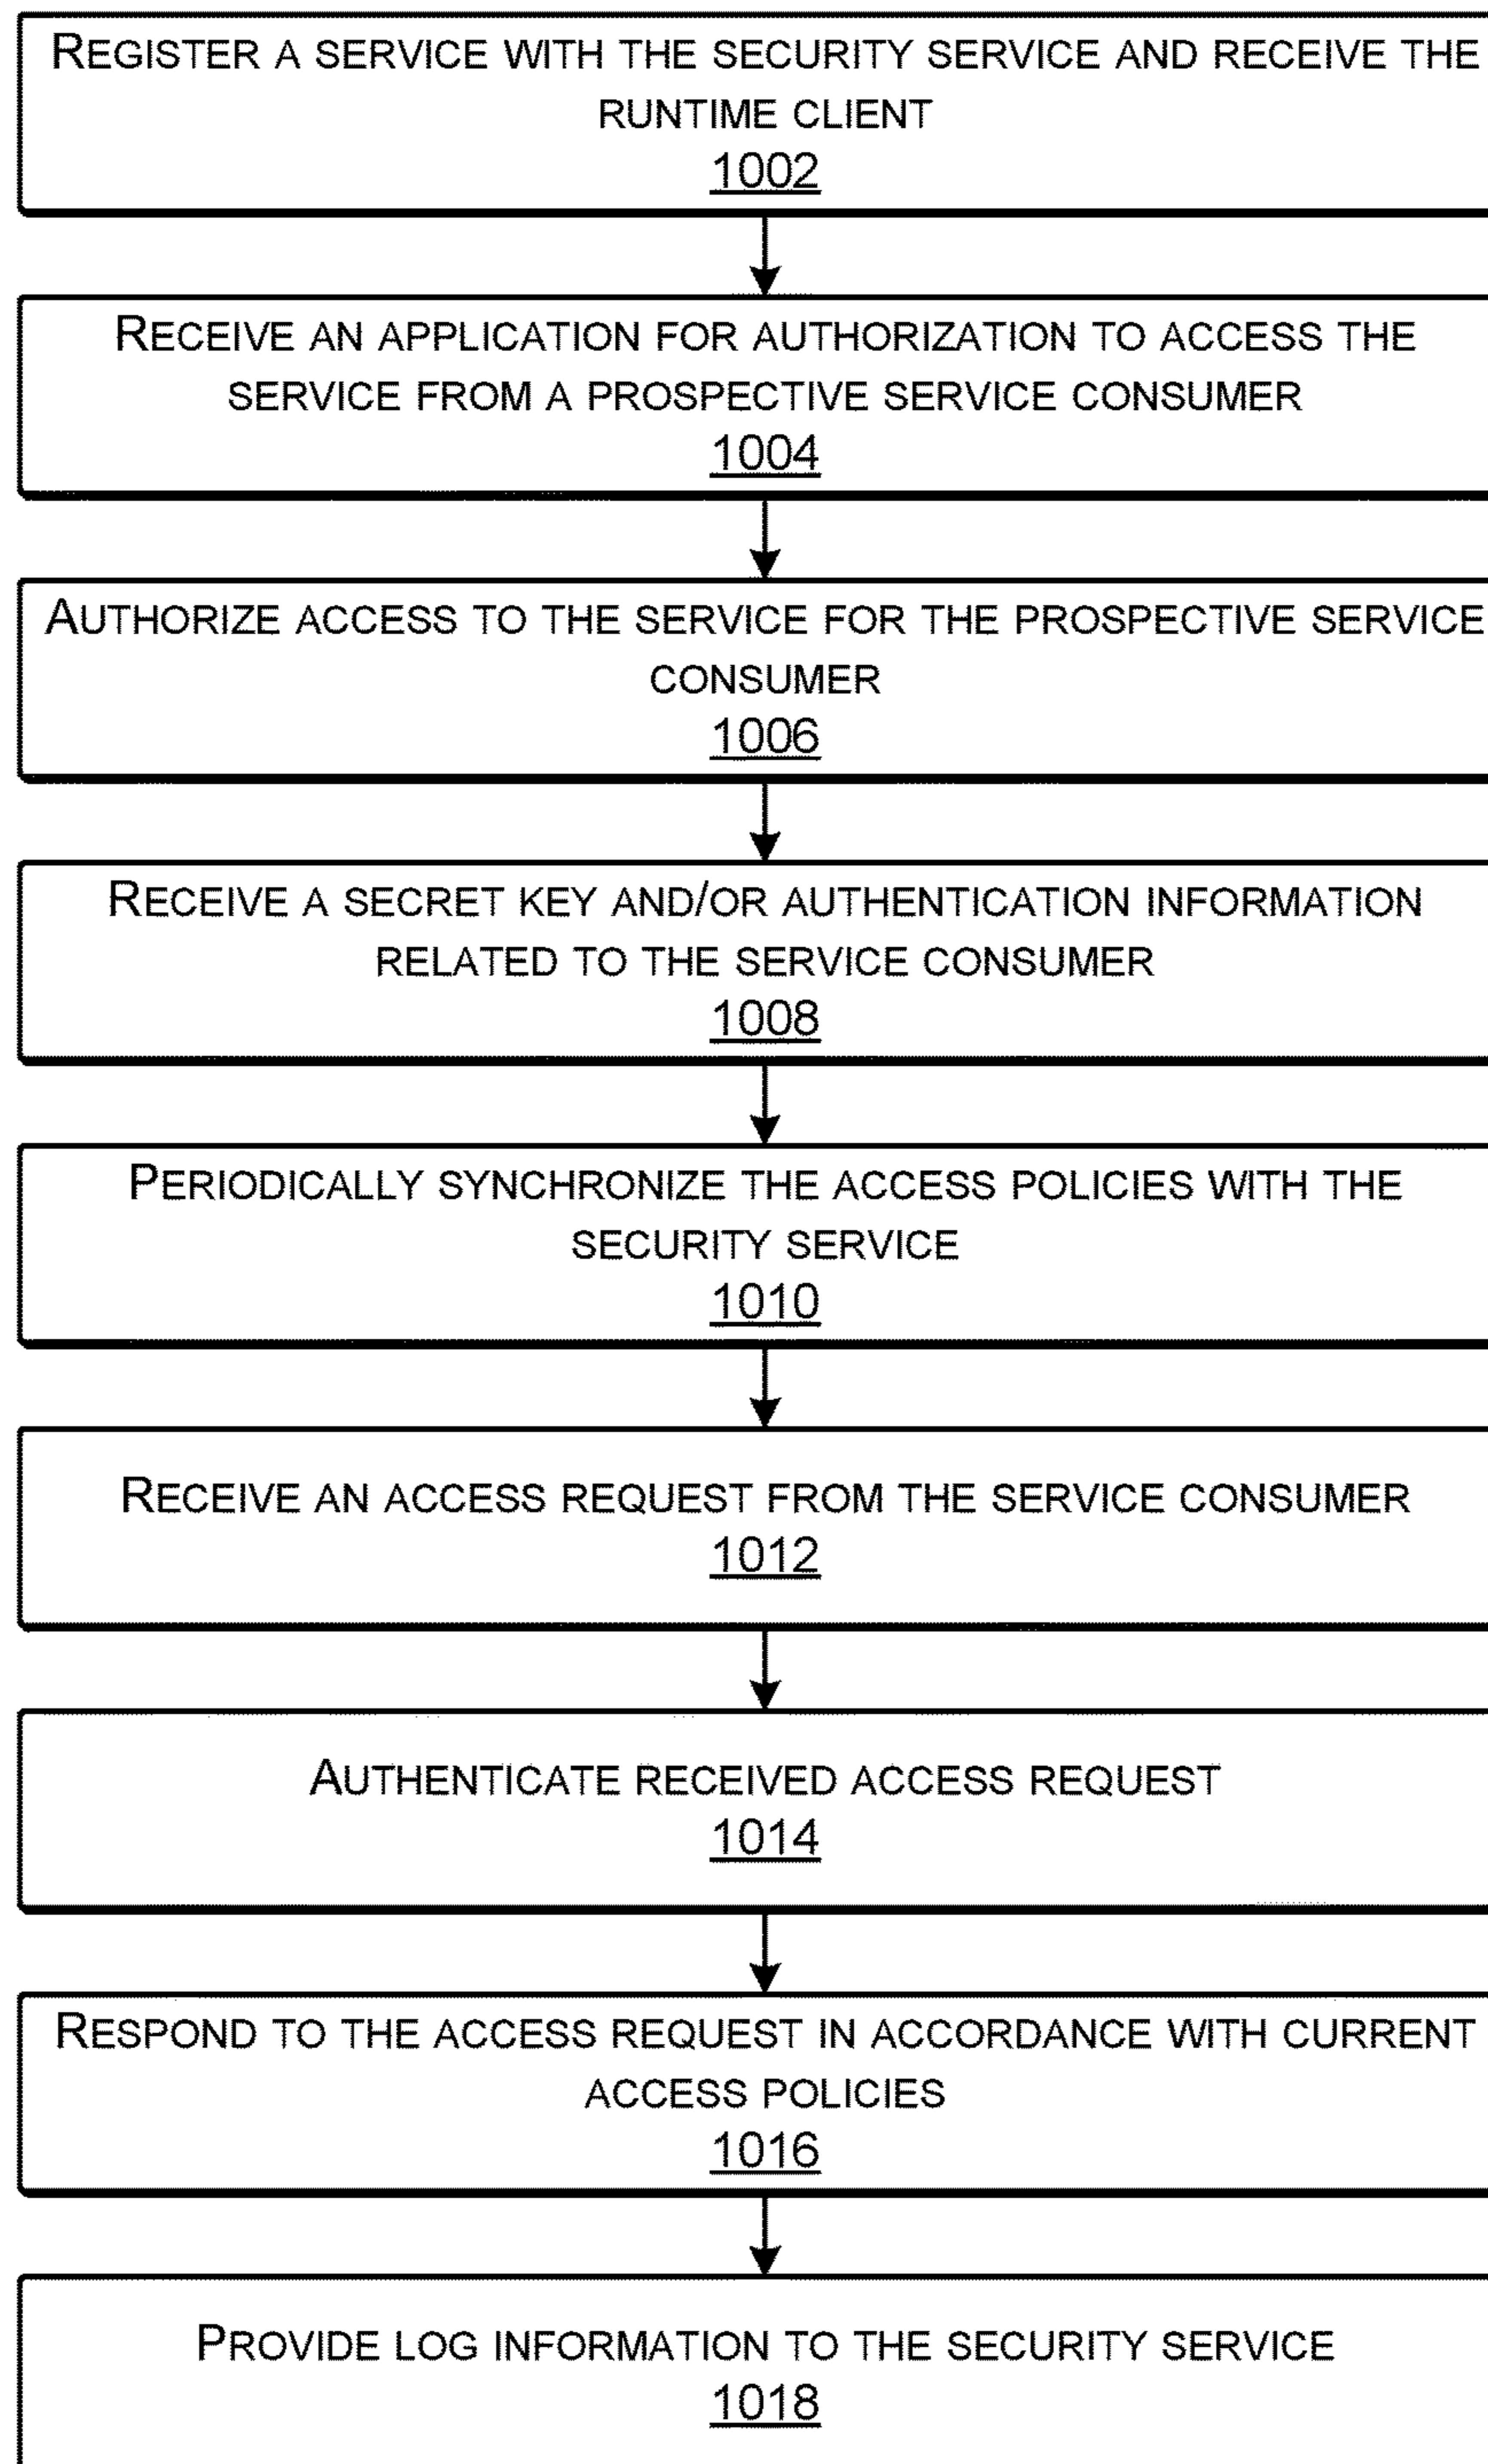 REGISTER A SERVICE WITH THE SECURITY SERVICE AND RECEIVE THE
RUNTIME CLIENT
1002
RECEIVE AN APPLICATION FOR AUTHORIZATION TO ACCESS THE
SERVICE FROM A PROSPECTIVE SERVICE CONSUMER
1004
AUTHORIZE ACCESS TO THE SERVICE FOR THE PROSPECTIVE SERVICE
CONSUMER
1006
RECEIVE A SECRET KEY AND/OR AUTHENTICATION INFORMATION
RELATED TO THE SERVICE CONSUMER
1008
PERIODICALLY SYNCHRONIZE THE ACCESS POLICIES WITH THE
SECURITY SERVICE
1010
RECEIVE AN ACCESS REQUEST FROM THE SERVICE CONSUMER
1012
AUTHENTICATE RECEIVED ACCESS REQUEST
1014
RESPOND TO THE ACCESS REQUEST IN ACCORDANCE WITH CURRENT
ACCESS POLICIES
1016
PROVIDE LOG INFORMATION TO THE SECURITY SERVICE
1018